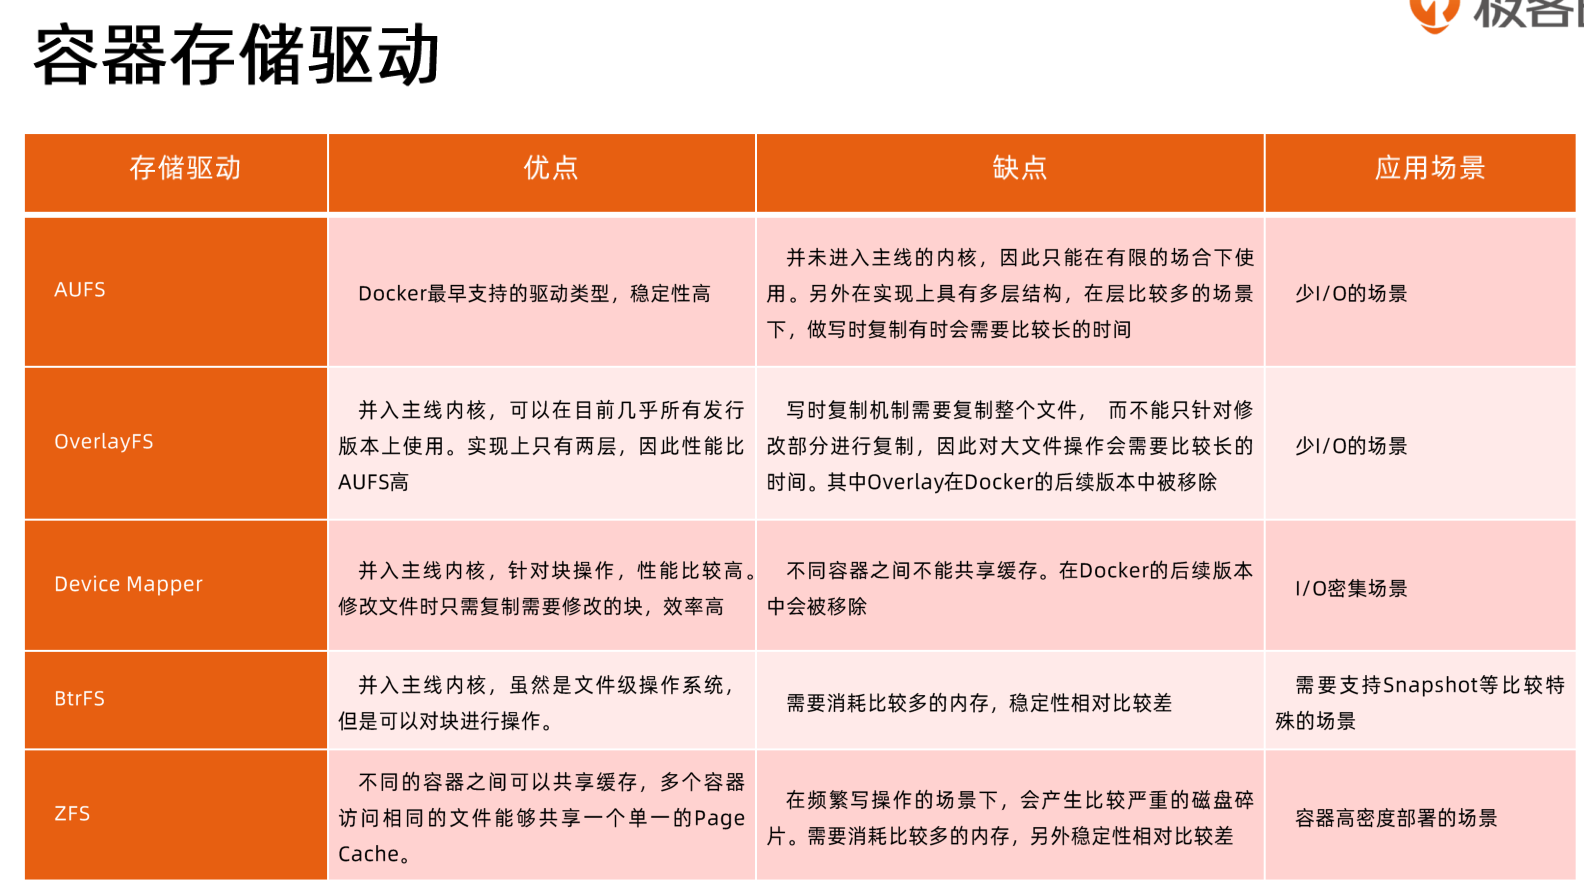 极客
容器存储驱动
存储驱动
优点
缺点
应用场景
AUFS
Docker最早支持的驱动类型，稳定性高
并未进入主线的内核，因此只能在有限的场合下使
用。另外在实现上具有多层结构，在层比较多的场景
下，做写时复制有时会需要比较长的时间
少I/O的场景
OverlayFS
并入主线内核，可以在目前几乎所有发行
版本上使用。实现上只有两层，因此性能比
AUFS高
写时复制机制需要复制整个文件， 而不能只针对修
改部分进行复制，因此对大文件操作会需要比较长的
时间。其中Overlay在Docker的后续版本中被移除
少I/O的场景
Device Mapper
并入主线内核，针对块操作，性能比较高。
修改文件时只需复制需要修改的块，效率高
不同容器之间不能共享缓存。在Docker的后续版本
中会被移除
I/O密集场景
BtrFS
并入主线内核，虽然是文件级操作系统，
但是可以对块进行操作。
需要消耗比较多的内存，稳定性相对比较差
需要支持Snapshot等比较特
殊的场景
ZFS
不同的容器之间可以共享缓存，多个容器
访问相同的文件能够共享一个单一的Page
Cache。
在频繁写操作的场景下，会产生比较严重的磁盘碎
片。需要消耗比较多的内存，另外稳定性相对比较差
容器高密度部署的场景